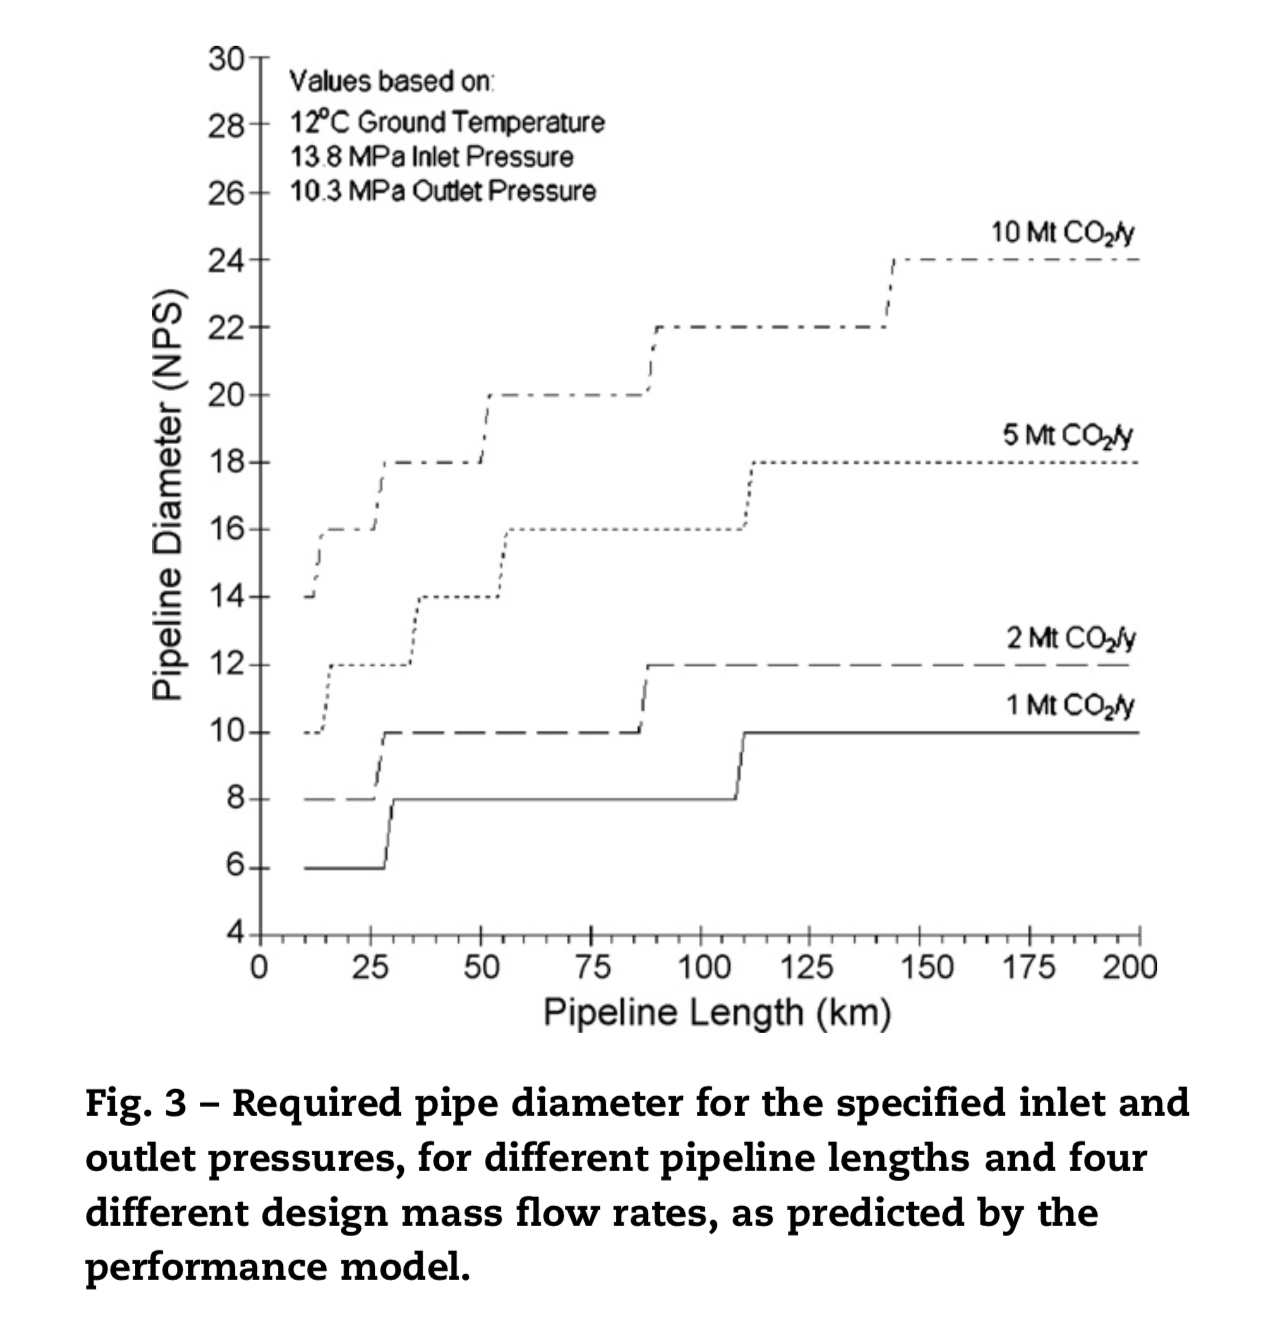 30
Values based on:
28
12°C Ground Temperature
13.8 MPa Inlet Pressure
26
10.3 MPa Outlet Pressure
10 Mt CO₂/y
24
22
20
5 Mt CO₂/y
18
16
14
2 Mt CO₂/y
12
1 Mt CO₂/y
10
8
6
4
Pipeline Diameter (NPS)
0 25 50 75 100 125 150 175 200
Pipeline Length (km)
Fig. 3 – Required pipe diameter for the specified inlet and
outlet pressures, for different pipeline lengths and four
different design mass flow rates, as predicted by the
performance model.